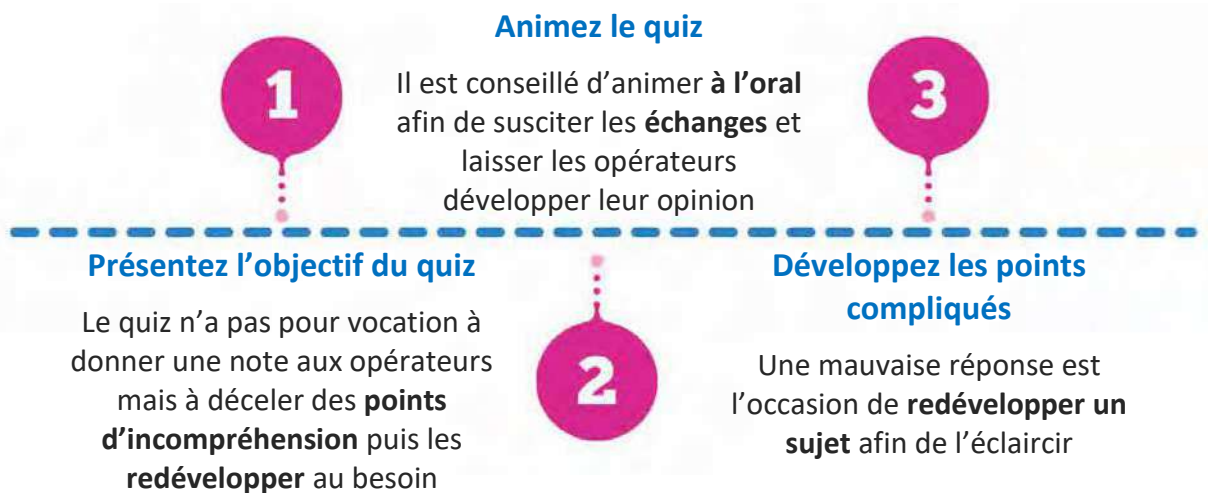 1
Présentez l’objectif du quiz
Le quiz n’a pas pour vocation à
donner une note aux opérateurs
mais à déceler des points
d’incompréhension puis les
redévelopper au besoin
2
Animez le quiz
Il est conseillé d’animer à l’oral
afin de susciter les échanges et
laisser les opérateurs
développer leur opinion
3
Développez les points
compliqués
Une mauvaise réponse est
l’occasion de redévelopper un
sujet afin de l’éclaircir